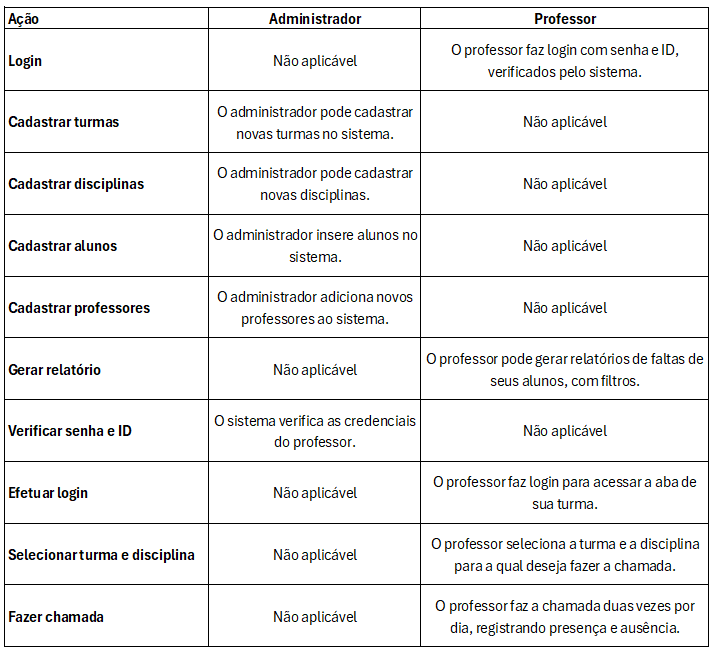 Ação Administrador Professor
Login Não aplicável O professor faz login com senha e ID,
verificados pelo sistema.
Cadastrar turmas O administrador pode cadastrar
novas turmas no sistema. Não aplicável
Cadastrar disciplinas O administrador pode cadastrar
novas disciplinas. Não aplicável
Cadastrar alunos O administrador insere alunos no
sistema. Não aplicável
Cadastrar professores O administrador adiciona novos
professores ao sistema. Não aplicável
Gerar relatório Não aplicável O professor pode gerar relatórios de faltas de
seus alunos, com filtros.
Verificar senha e ID O sistema verifica as credenciais
do professor. Não aplicável
Efetuar login Não aplicável O professor faz login para acessar a aba de
sua turma.
Selecionar turma e disciplina Não aplicável O professor seleciona a turma e a disciplina
para a qual deseja fazer a chamada.
Fazer chamada Não aplicável O professor faz a chamada duas vezes por
dia, registrando presença e ausência.